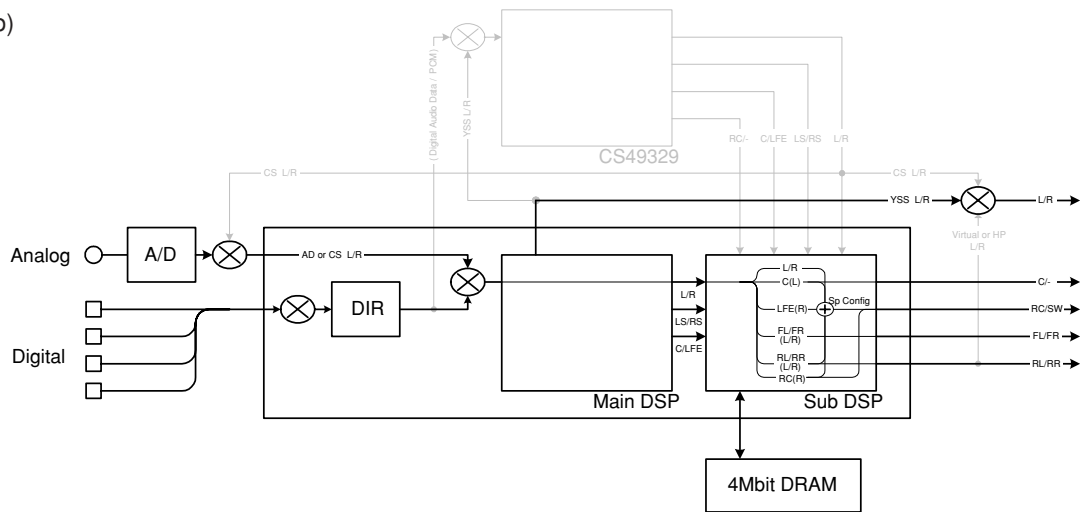 b)
( Digital Audio Data / PCM )
YSS L/R
RC/-
C/LFE
LS/RS
L/R
CS49329
CS L/R
CS L/R
YSS L/R
L/R
Virtual or HP
L/R
Analog
A/D
AD or CS L/R
DIR
Digital
L/R
LS/RS
C/LFE
Main DSP
L/R
C(L)
Sp Config
LFE(R)
FL/FR
(L/R)
RL/RR
(L/R)
RC(R)
Sub DSP
C/-
RC/SW
FL/FR
RL/RR
4Mbit DRAM